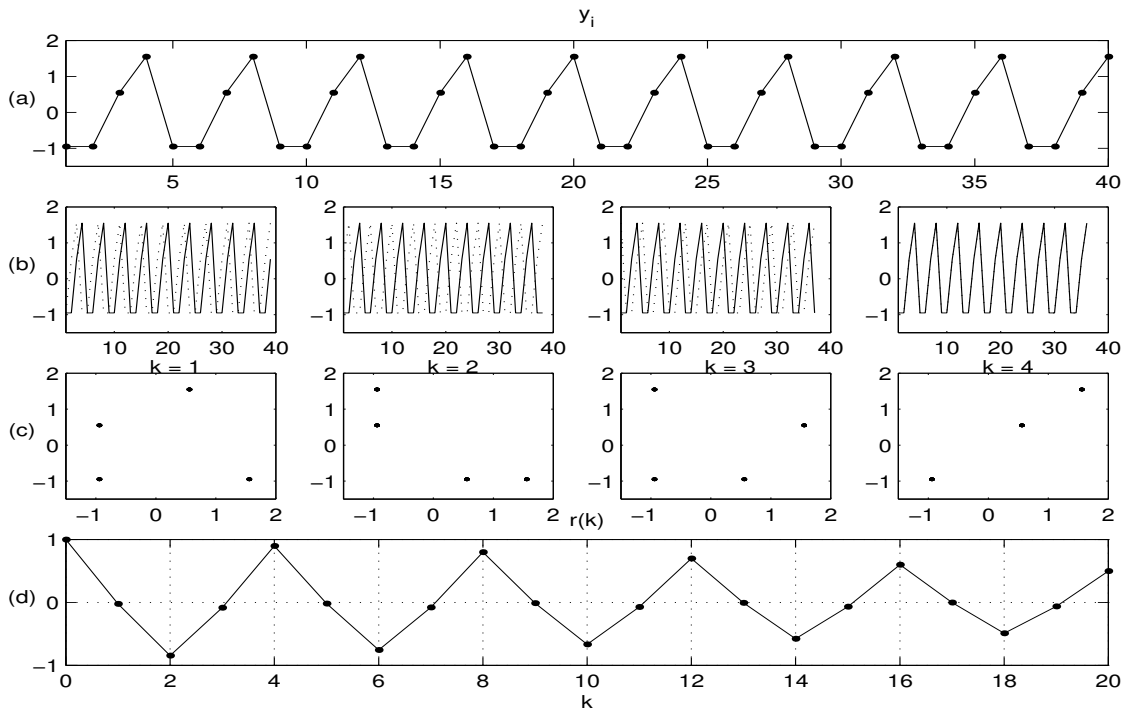 y_i
2
1
(a)
0
−1
5 10 15 20 25 30 35 40
2 2 2 2
1 1 1 1
(b)
0 0 0 0
−1 −1 −1 −1
10 20 30 40 10 20 30 40 10 20 30 40 10 20 30 40
k = 1 k = 2 k = 3 k = 4
2 2 2 2
1 1 1 1
(c)
0 0 0 0
−1 −1 −1 −1
−1 0 1 2 −1 0 1 2 −1 0 1 2 −1 0 1 2
r(k)
1
(d)
0
−1
0 2 4 6 8 10 12 14 16 18 20
k